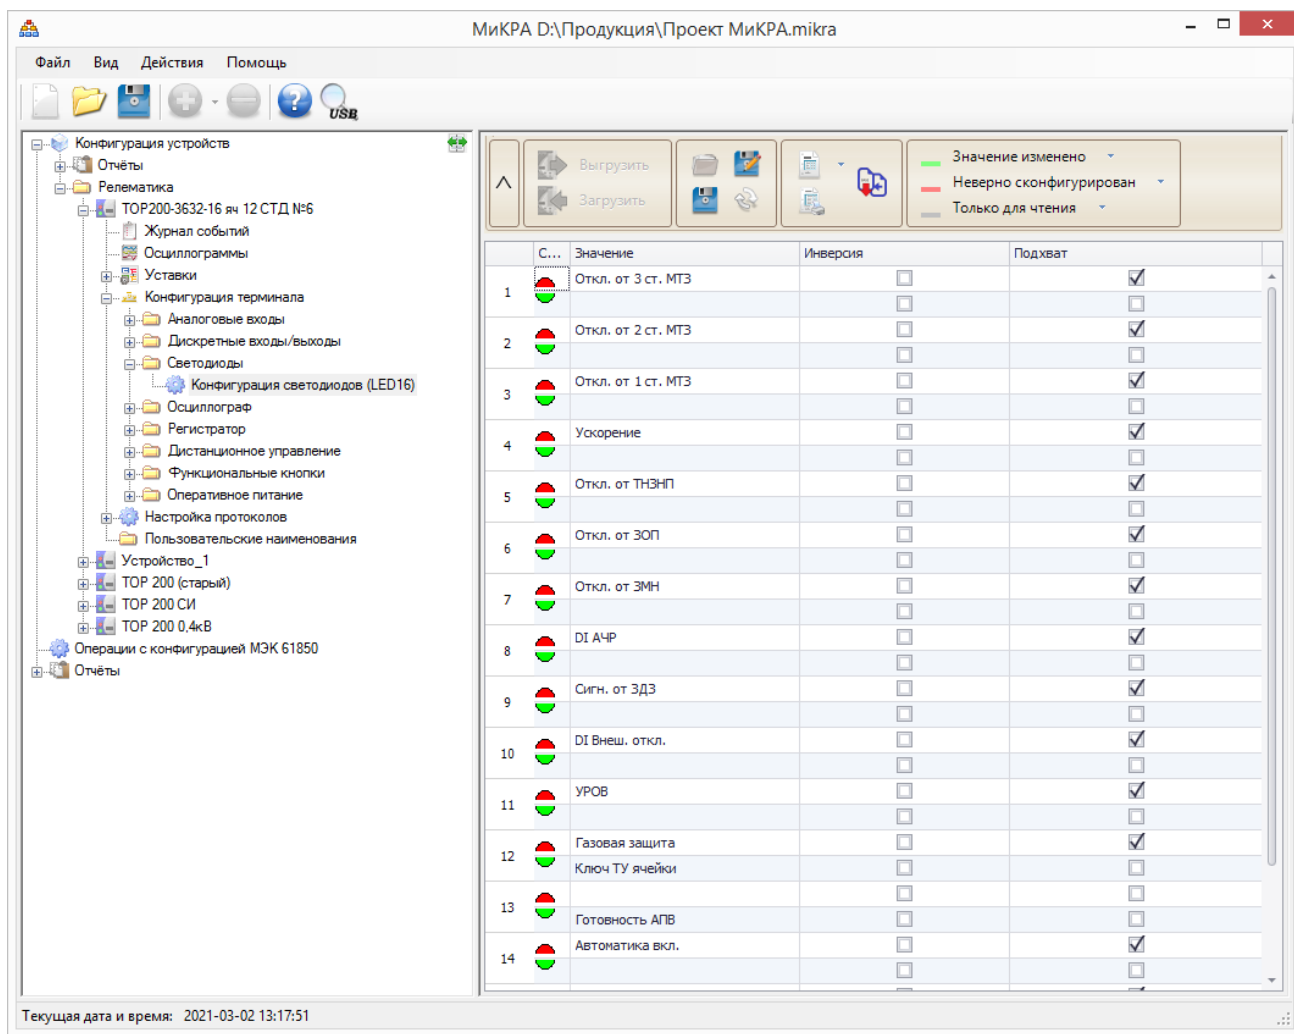 МиКРА D:\Продукция\Проект МиКРА.mikra
Файл Вид Действия Помощь
USB
Конфигурация устройств
Отчёты
Релематика
ТОР200-3632-16 яч 12 СТД №6
Журнал событий
Осциллограммы
Уставки
Конфигурация терминала
Аналоговые входы
Дискретные входы/выходы
Светодиоды
Конфигурация светодиодов (LED16)
Осциллограф
Регистратор
Дистанционное управление
Функциональные кнопки
Оперативное питание
Настройка протоколов
Пользовательские наименования
Устройство_1
ТОР 200 (старый)
ТОР 200 СИ
ТОР 200 0,4кВ
Операции с конфигурацией МЭК 61850
Отчёты
Выгрузить
Загрузить
Значение изменено
Неверно сконфигурирован
Только для чтения
С... Значение Инверсия Подхват
1 Откл. от 3 ст. МТЗ
2 Откл. от 2 ст. МТЗ
3 Откл. от 1 ст. МТЗ
4 Ускорение
5 Откл. от ТНЗНП
6 Откл. от ЗОП
7 Откл. от ЗМН
8 DI АЧР
9 Сигн. от ЗДЗ
10 DI Внеш. откл.
11 УРОВ
12 Газовая защита
Ключ ТУ ячейки
13
Готовность АПВ
14 Автоматика вкл.
Текущая дата и время: 2021-03-02 13:17:51